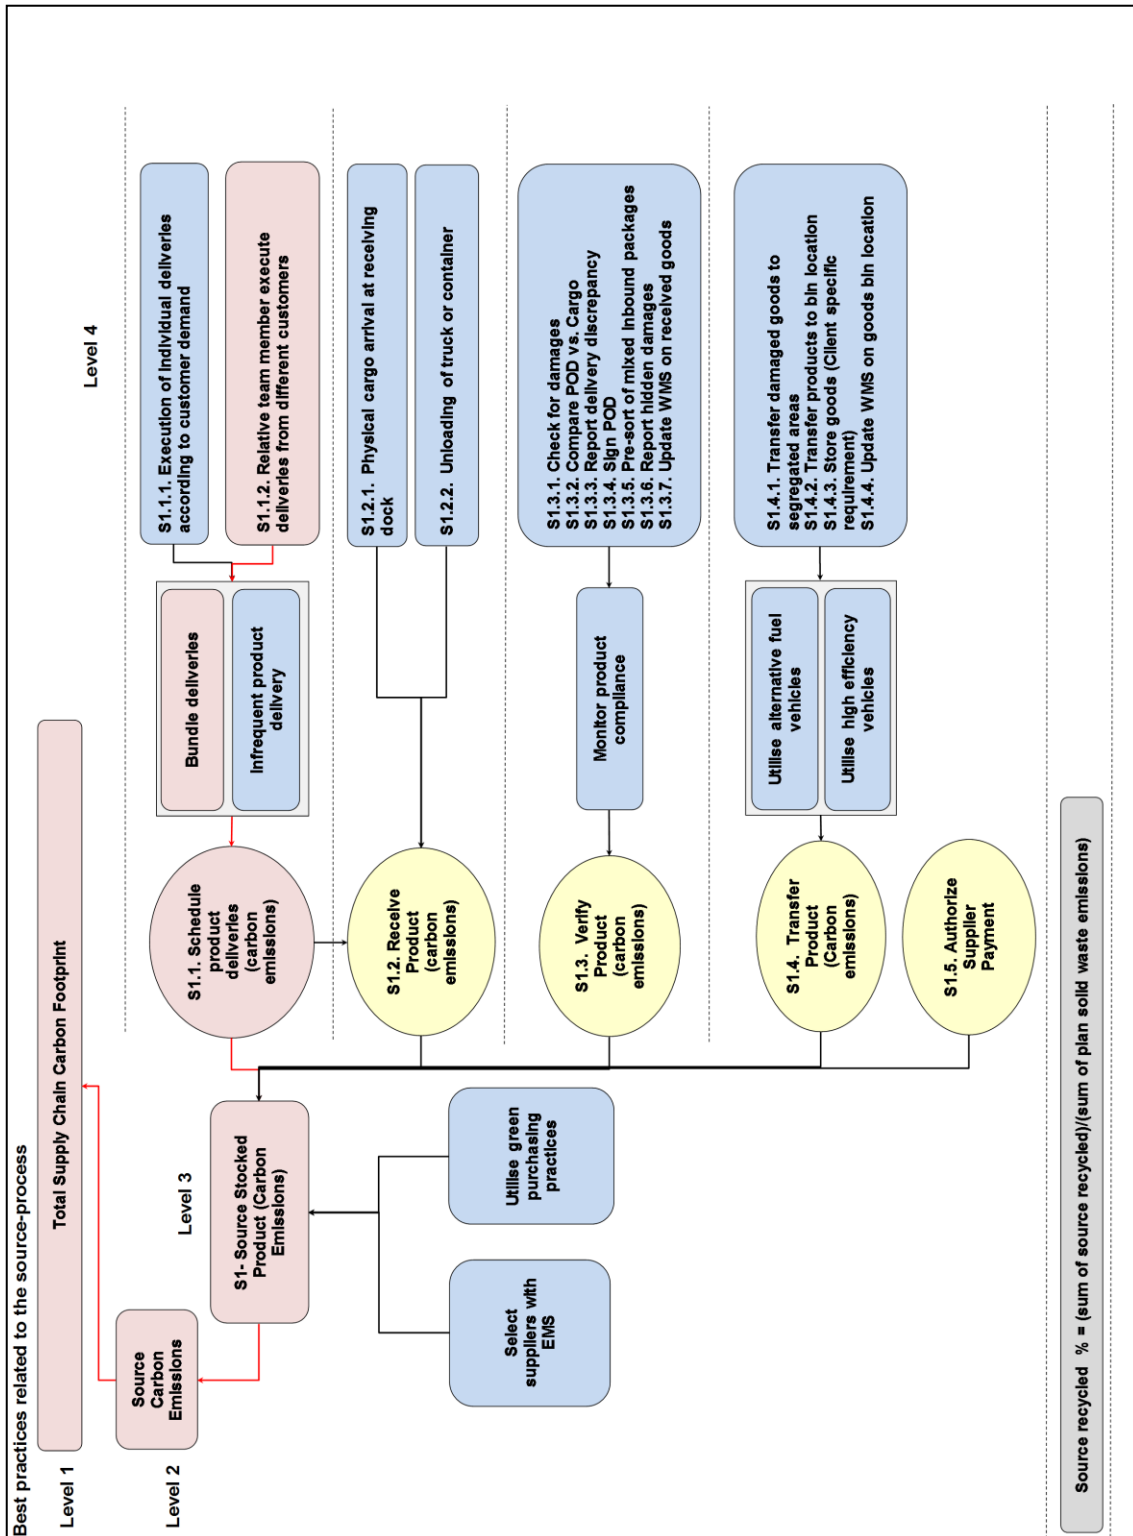 Best practices related to the source-process
Level 1
Total Supply Chain Carbon Footprint
Level 2
Source
Carbon
Emissions
Level 3
S1- Source Stocked
Product (Carbon
Emissions)
Select
suppliers with
EMS
Utilise green
purchasing
practices
Level 4
S1.1. Schedule
product
deliveries
(carbon
emissions)
Bundle deliveries
Infrequent product
delivery
S1.1.1. Execution of individual deliveries
according to customer demand
S1.1.2. Relative team member execute
deliveries from different customers
S1.2. Receive
Product
(carbon
emissions)
S1.2.1. Physical cargo arrival at receiving
dock
S1.2.2. Unloading of truck or container
S1.3. Verify
Product
(carbon
emissions)
Monitor product
compliance
S1.3.1. Check for damages
S1.3.2. Compare POD vs. Cargo
S1.3.3. Report delivery discrepancy
S1.3.4. Sign POD
S1.3.5. Pre-sort of mixed inbound packages
S1.3.6. Report hidden damages
S1.3.7. Update WMS on received goods
S1.4. Transfer
Product
(Carbon
emissions)
Utilise alternative fuel
vehicles
Utilise high efficiency
vehicles
S1.4.1. Transfer damaged goods to
segregated areas
S1.4.2. Transfer products to bin location
S1.4.3. Store goods (Client specific
requirement)
S1.4.4. Update WMS on goods bin location
S1.5. Authorize
Supplier
Payment
Source recycled % = (sum of source recycled)/(sum of plan solid waste emissions)